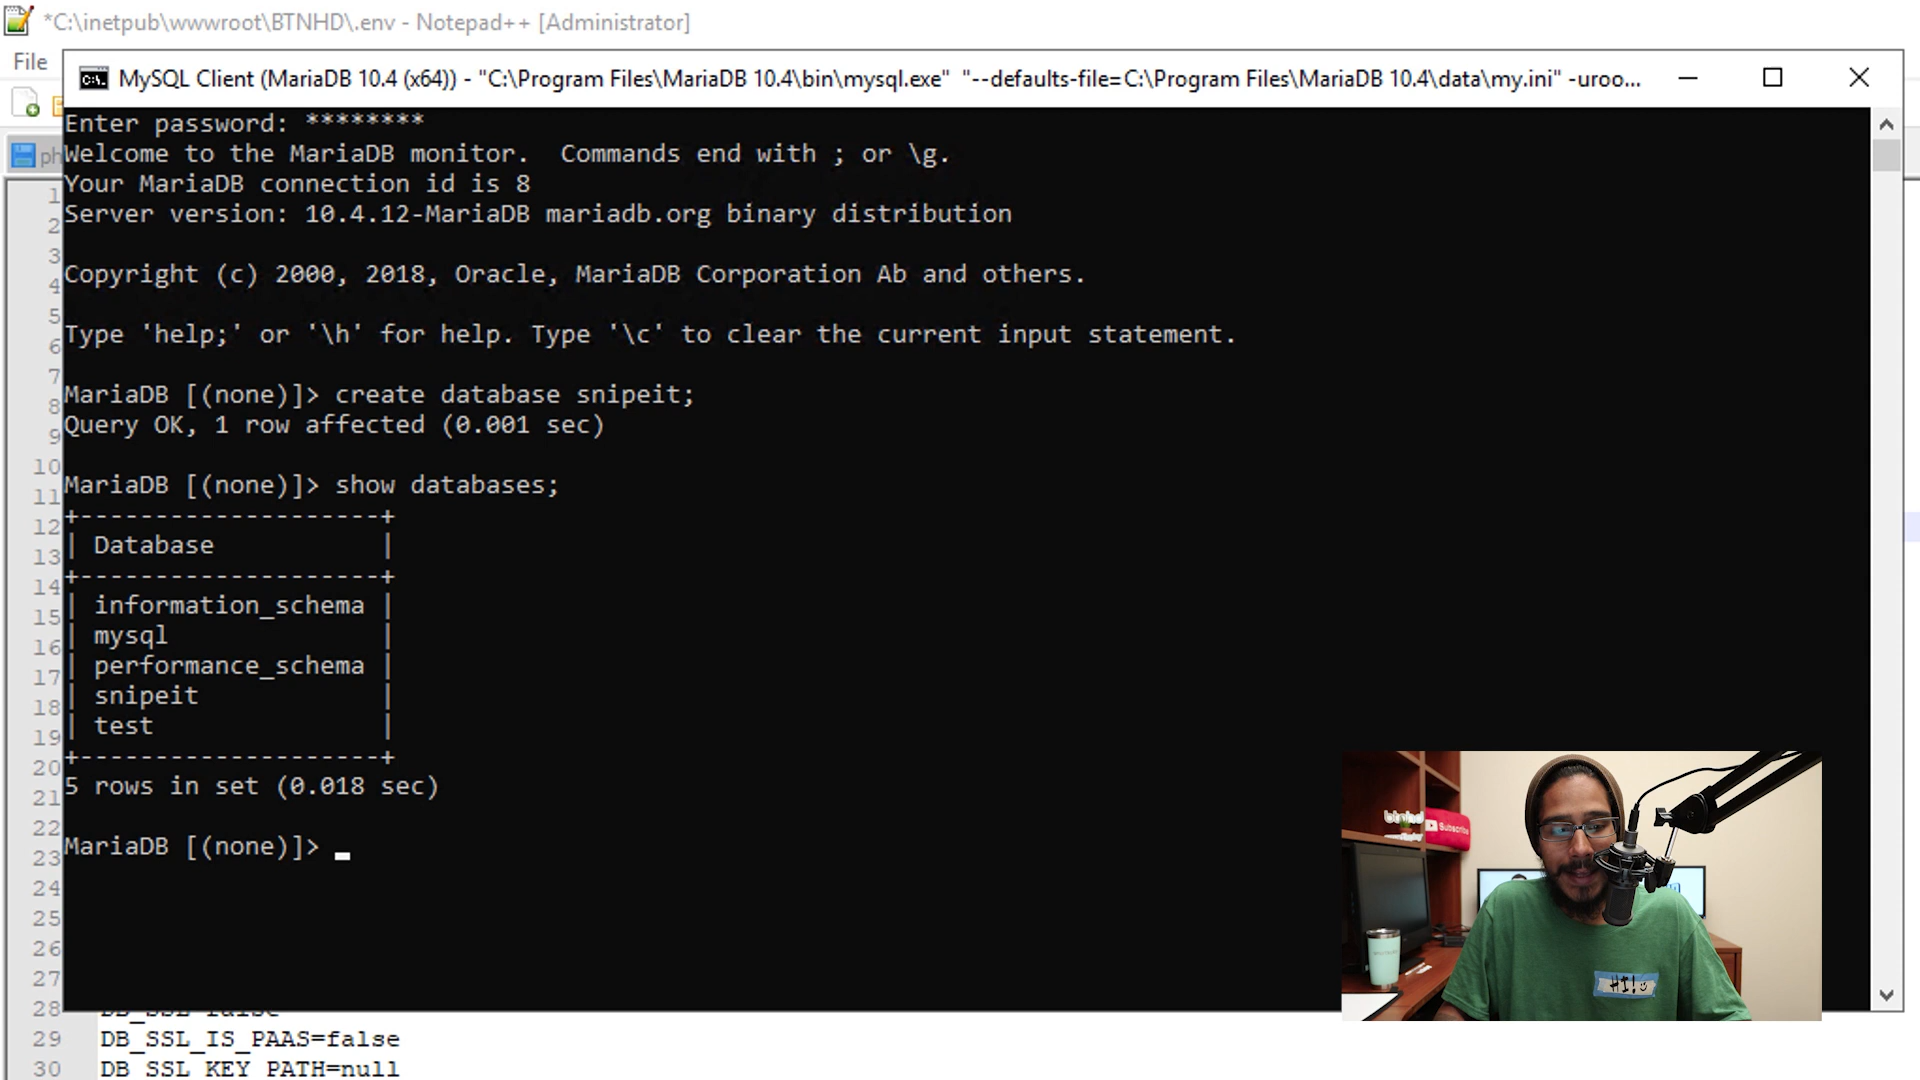 *C:\inetpub\wwwroot\BTNHD\.env - Notepad++ [Administrator]
File
MySQL Client (MariaDB 10.4 (x64)) - "C:\Program Files\MariaDB 10.4\bin\mysql.exe" "--defaults-file=C:\Program Files\MariaDB 10.4\data\my.ini" -uroo...
ph
Enter password: ********
Welcome to the MariaDB monitor.  Commands end with ; or \g.
Your MariaDB connection id is 8
Server version: 10.4.12-MariaDB mariadb.org binary distribution
Copyright (c) 2000, 2018, Oracle, MariaDB Corporation Ab and others.
Type 'help;' or '\h' for help. Type '\c' to clear the current input statement.
MariaDB [(none)]> create database snipeit;
Query OK, 1 row affected (0.001 sec)
MariaDB [(none)]> show databases;
+--------------------+
| Database           |
+--------------------+
| information_schema |
| mysql              |
| performance_schema |
| snipeit            |
| test               |
+--------------------+
5 rows in set (0.018 sec)
MariaDB [(none)]>
1
2
3
4
5
6
7
8
9
10
11
12
13
14
15
16
17
18
19
20
21
22
23
24
25
26
27
28 DB_SSL=false
29 DB_SSL_IS_PAAS=false
30 DB_SSL_KEY_PATH=null
btnhd
Subscribe
HI!